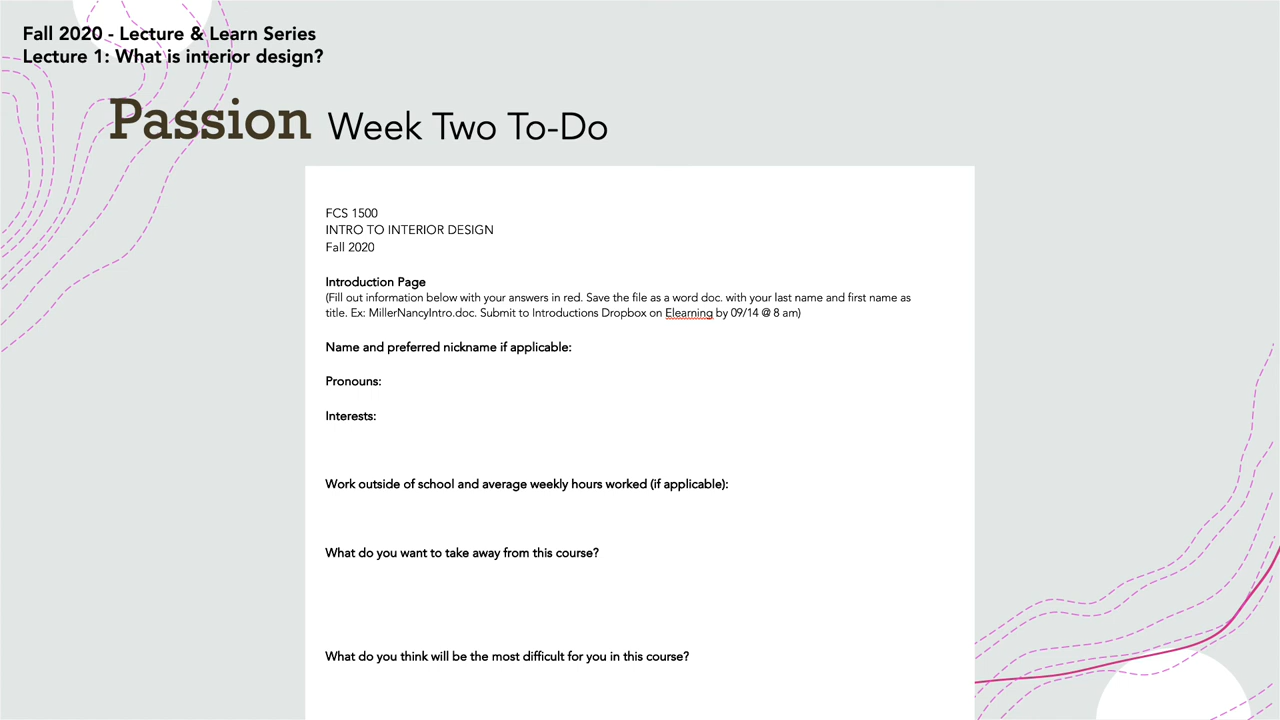 Fall 2020 - Lecture & Learn Series
Lecture 1: What is interior design?
Passion Week Two To-Do
FCS 1500
INTRO TO INTERIOR DESIGN
Fall 2020
Introduction Page
(Fill out information below with your answers in red. Save the file as a word doc. with your last name and first name as
title. Ex: MillerNancyIntro.doc. Submit to Introductions Dropbox on Elearning by 09/14 @ 8 am)
Name and preferred nickname if applicable:
Pronouns:
Interests:
Work outside of school and average weekly hours worked (if applicable):
What do you want to take away from this course?
What do you think will be the most difficult for you in this course?